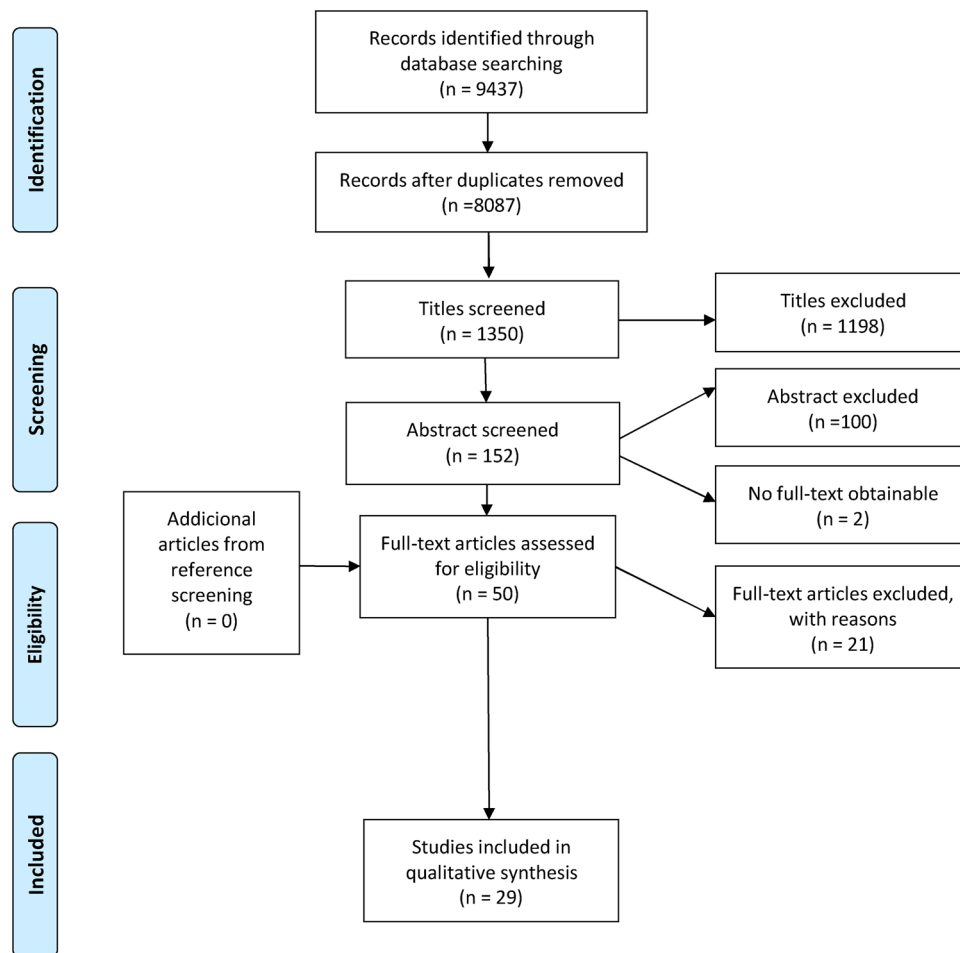 Identification
Records identified through
database searching
(n = 9437)
Records after duplicates removed
(n =8087)
Screening
Titles screened
(n = 1350)
Titles excluded
(n = 1198)
Abstract screened
(n = 152)
Abstract excluded
(n =100)
No full-text obtainable
(n = 2)
Eligibility
Addicional
articles from
reference
screening
(n = 0)
Full-text articles assessed
for eligibility
(n = 50)
Full-text articles excluded,
with reasons
(n = 21)
Included
Studies included in
qualitative synthesis
(n = 29)